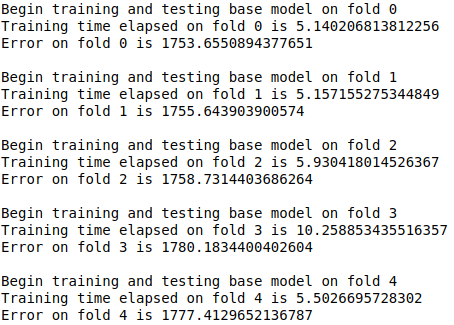 Begin training and testing base model on fold 0
Training time elapsed on fold 0 is 5.140206813812256
Error on fold 0 is 1753.6550894377651
Begin training and testing base model on fold 1
Training time elapsed on fold 1 is 5.157155275344849
Error on fold 1 is 1755.643903900574
Begin training and testing base model on fold 2
Training time elapsed on fold 2 is 5.930418014526367
Error on fold 2 is 1758.7314403686264
Begin training and testing base model on fold 3
Training time elapsed on fold 3 is 10.258853435516357
Error on fold 3 is 1780.1834400402604
Begin training and testing base model on fold 4
Training time elapsed on fold 4 is 5.5026695728302
Error on fold 4 is 1777.4129652136787